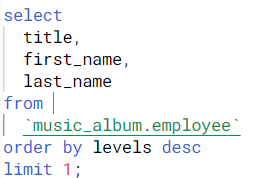 select
title,
first_name,
last_name
from
`music_album.employee`
order by levels desc
limit 1;